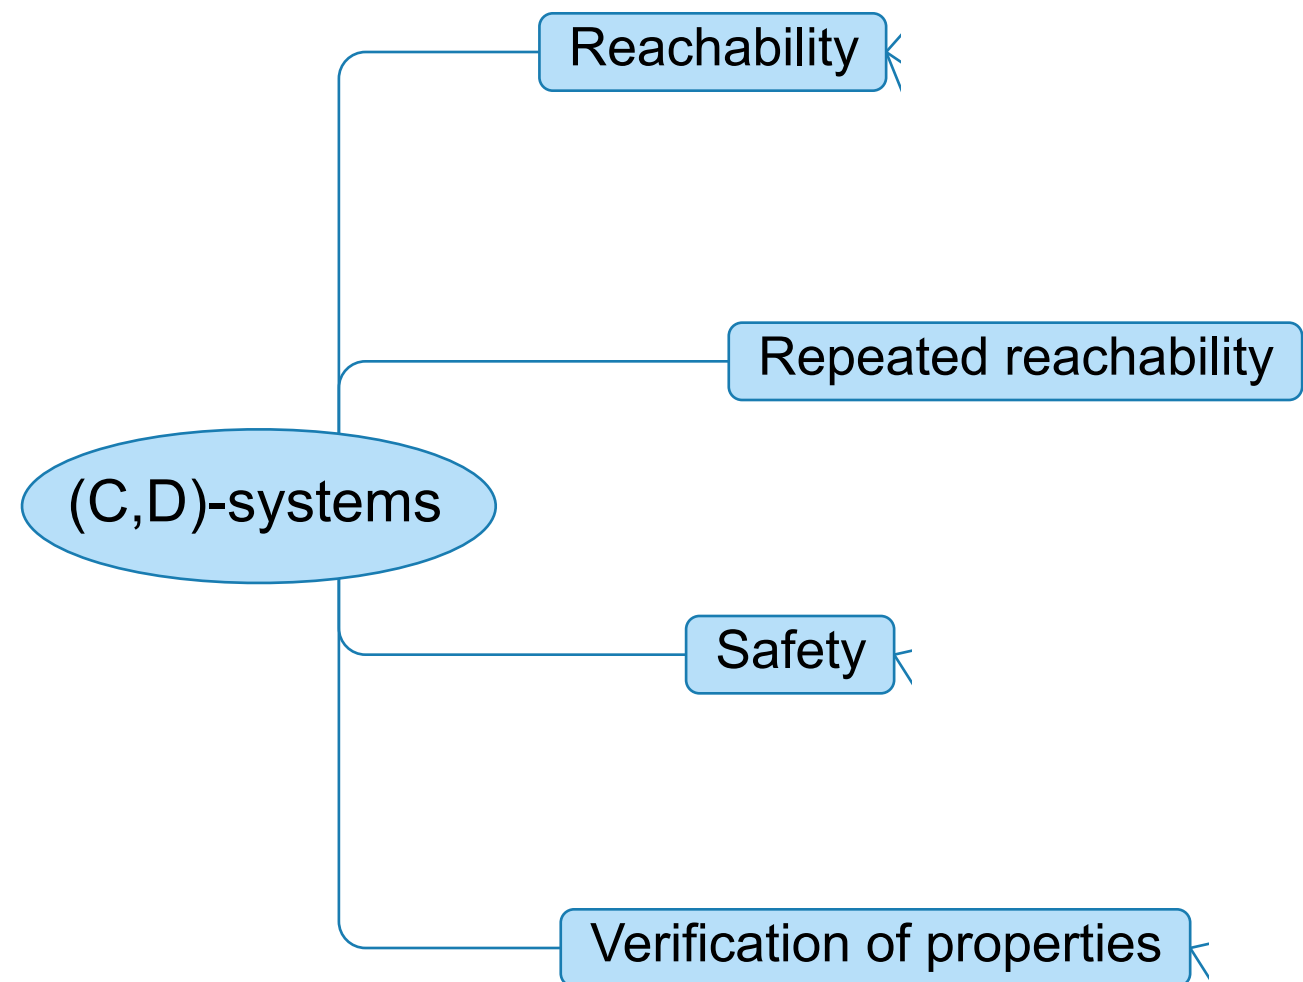 Reachability
Repeated reachability
(C,D)-systems
Safety
Verification of properties